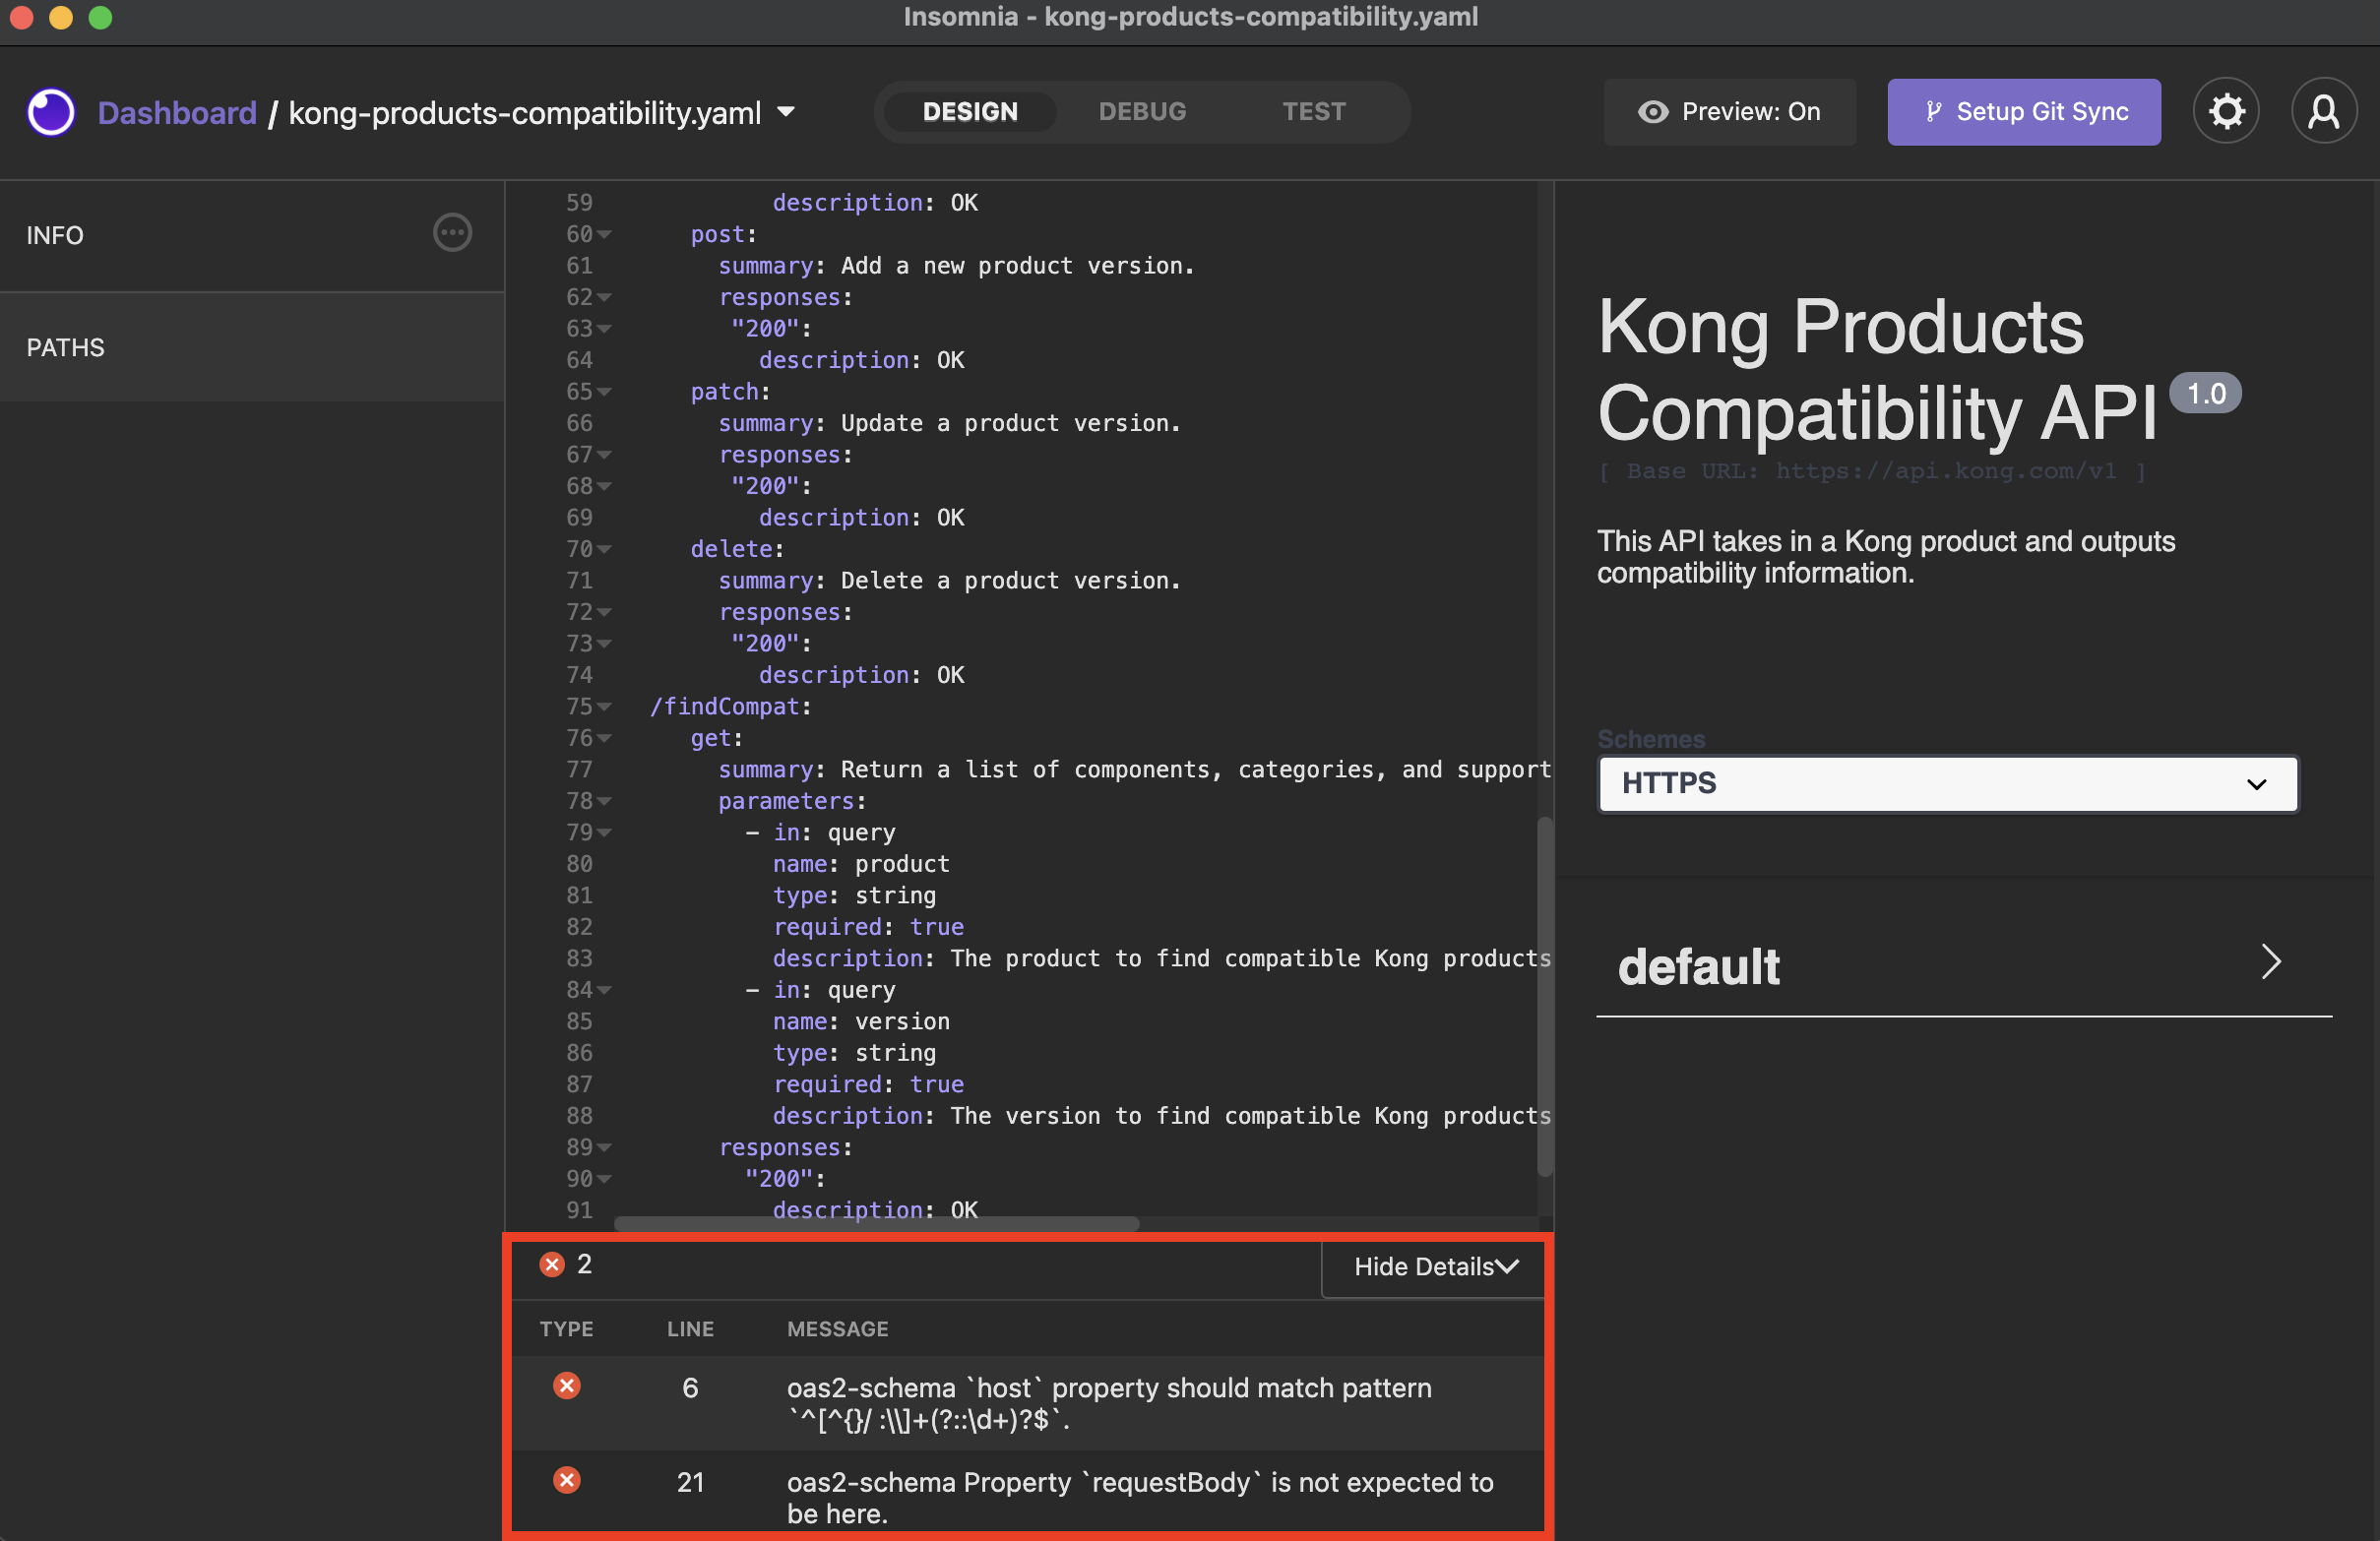 Insomnia - kong-products-compatibility.yaml
Dashboard / kong-products-compatibility.yaml
DESIGN
DEBUG
TEST
Preview: On
Setup Git Sync
INFO
PATHS
59 description: OK
60 post:
61 summary: Add a new product version.
62 responses:
63 "200":
64 description: OK
65 patch:
66 summary: Update a product version.
67 responses:
68 "200":
69 description: OK
70 delete:
71 summary: Delete a product version.
72 responses:
73 "200":
74 description: OK
75 /findCompat:
76 get:
77 summary: Return a list of components, categories, and support
78 parameters:
79 - in: query
80 name: product
81 type: string
82 required: true
83 description: The product to find compatible Kong products
84 - in: query
85 name: version
86 type: string
87 required: true
88 description: The version to find compatible Kong products
89 responses:
90 "200":
91 description: OK
2
Hide Details
TYPE LINE MESSAGE
6 oas2-schema `host` property should match pattern
`^[^{}/ :\\]+(?::\d+)?$`.
21 oas2-schema Property `requestBody` is not expected to
be here.
Kong Products
Compatibility API 1.0
[ Base URL: https://api.kong.com/v1 ]
This API takes in a Kong product and outputs
compatibility information.
Schemes
HTTPS
default